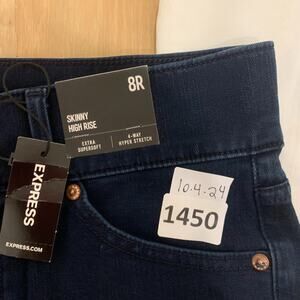 8R
SKINNY
HIGH RISE
EXTRA
SUPERSOFT
4-WAY
HYPER STRETCH
EXPRESS
EXPRESS.COM
10-4-24
1450